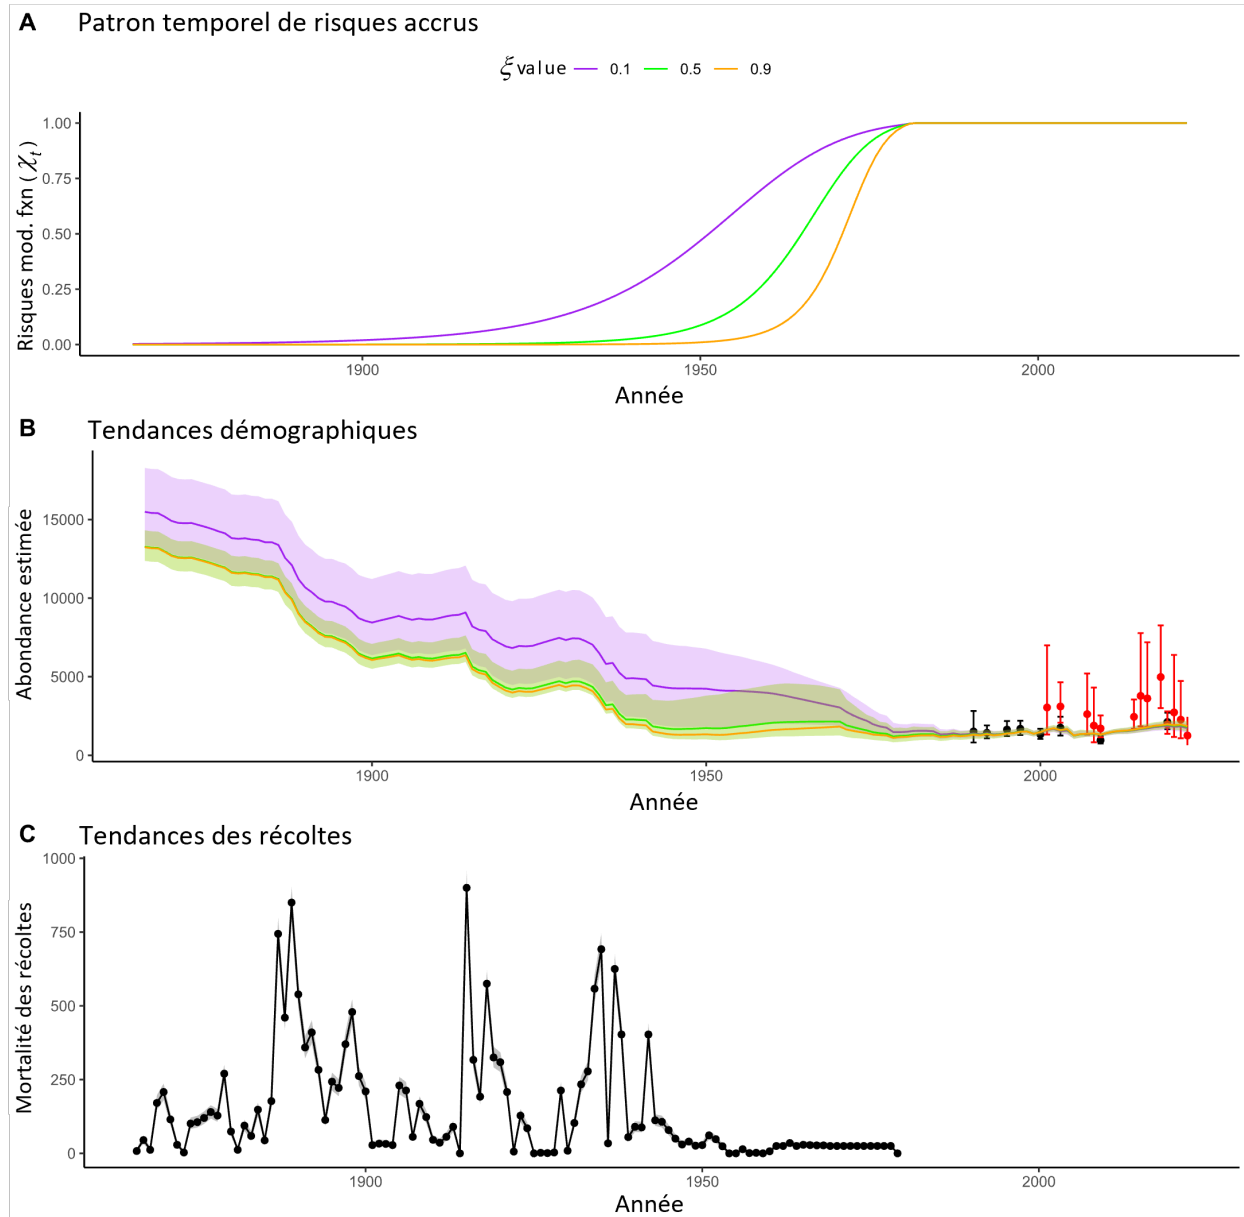 A Patron temporel de risques accrus
ξ value 0.1 0.5 0.9
Risques mod. fxn (χt)
1.00
0.75
0.50
0.25
0.00
1900 1950 2000
Année
B Tendances démographiques
Abondance estimée
15000
10000
5000
0
1900 1950 2000
Année
C Tendances des récoltes
Mortalité des récoltes
1000
750
500
250
0
1900 1950 2000
Année